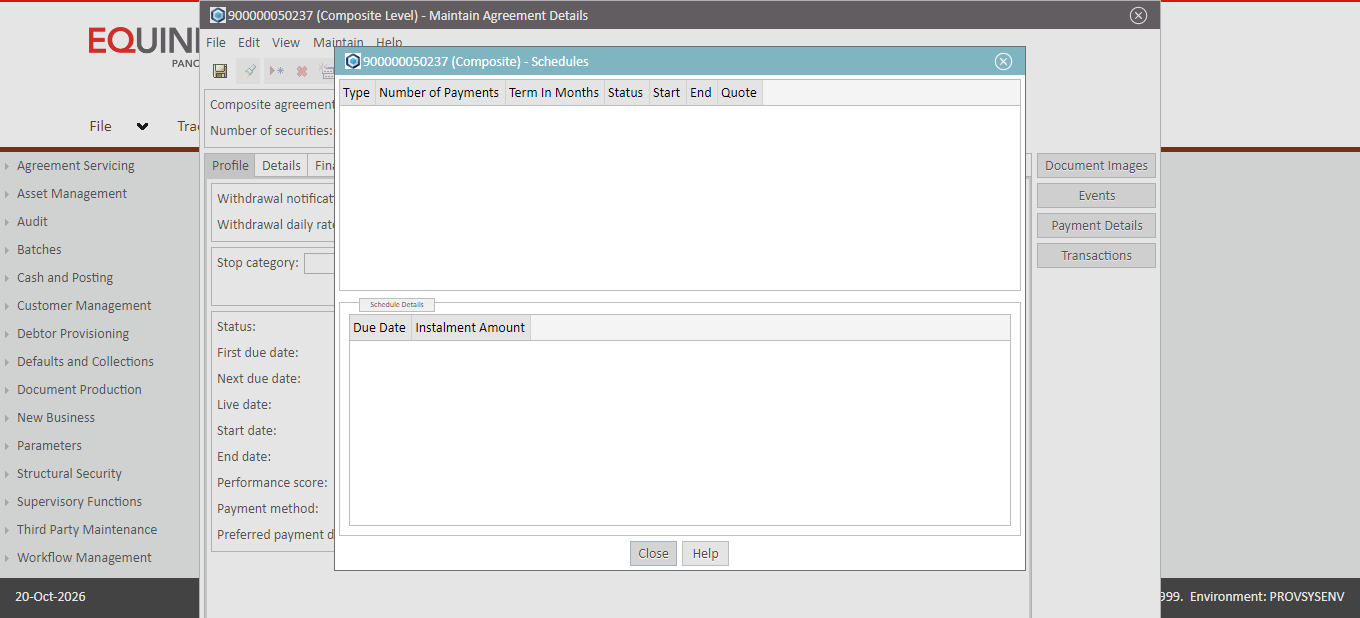 900000050237 (Composite Level) - Maintain Agreement Details
EQUINI
PANO
File Edit View Maintain Help
900000050237 (Composite) - Schedules
Type Number of Payments Term In Months Status Start End Quote
Composite agreement
Number of securities:
File Trac
Profile Details Fina
Agreement Servicing
Asset Management
Audit
Batches
Cash and Posting
Customer Management
Debtor Provisioning
Defaults and Collections
Document Production
New Business
Parameters
Structural Security
Supervisory Functions
Third Party Maintenance
Workflow Management
Withdrawal notificat
Withdrawal daily rate
Stop category:
Status:
First due date:
Next due date:
Live date:
Start date:
End date:
Performance score:
Payment method:
Preferred payment d
Schedule Details
Due Date Instalment Amount
Close Help
Document Images
Events
Payment Details
Transactions
20-Oct-2026
999. Environment: PROVSYSENV